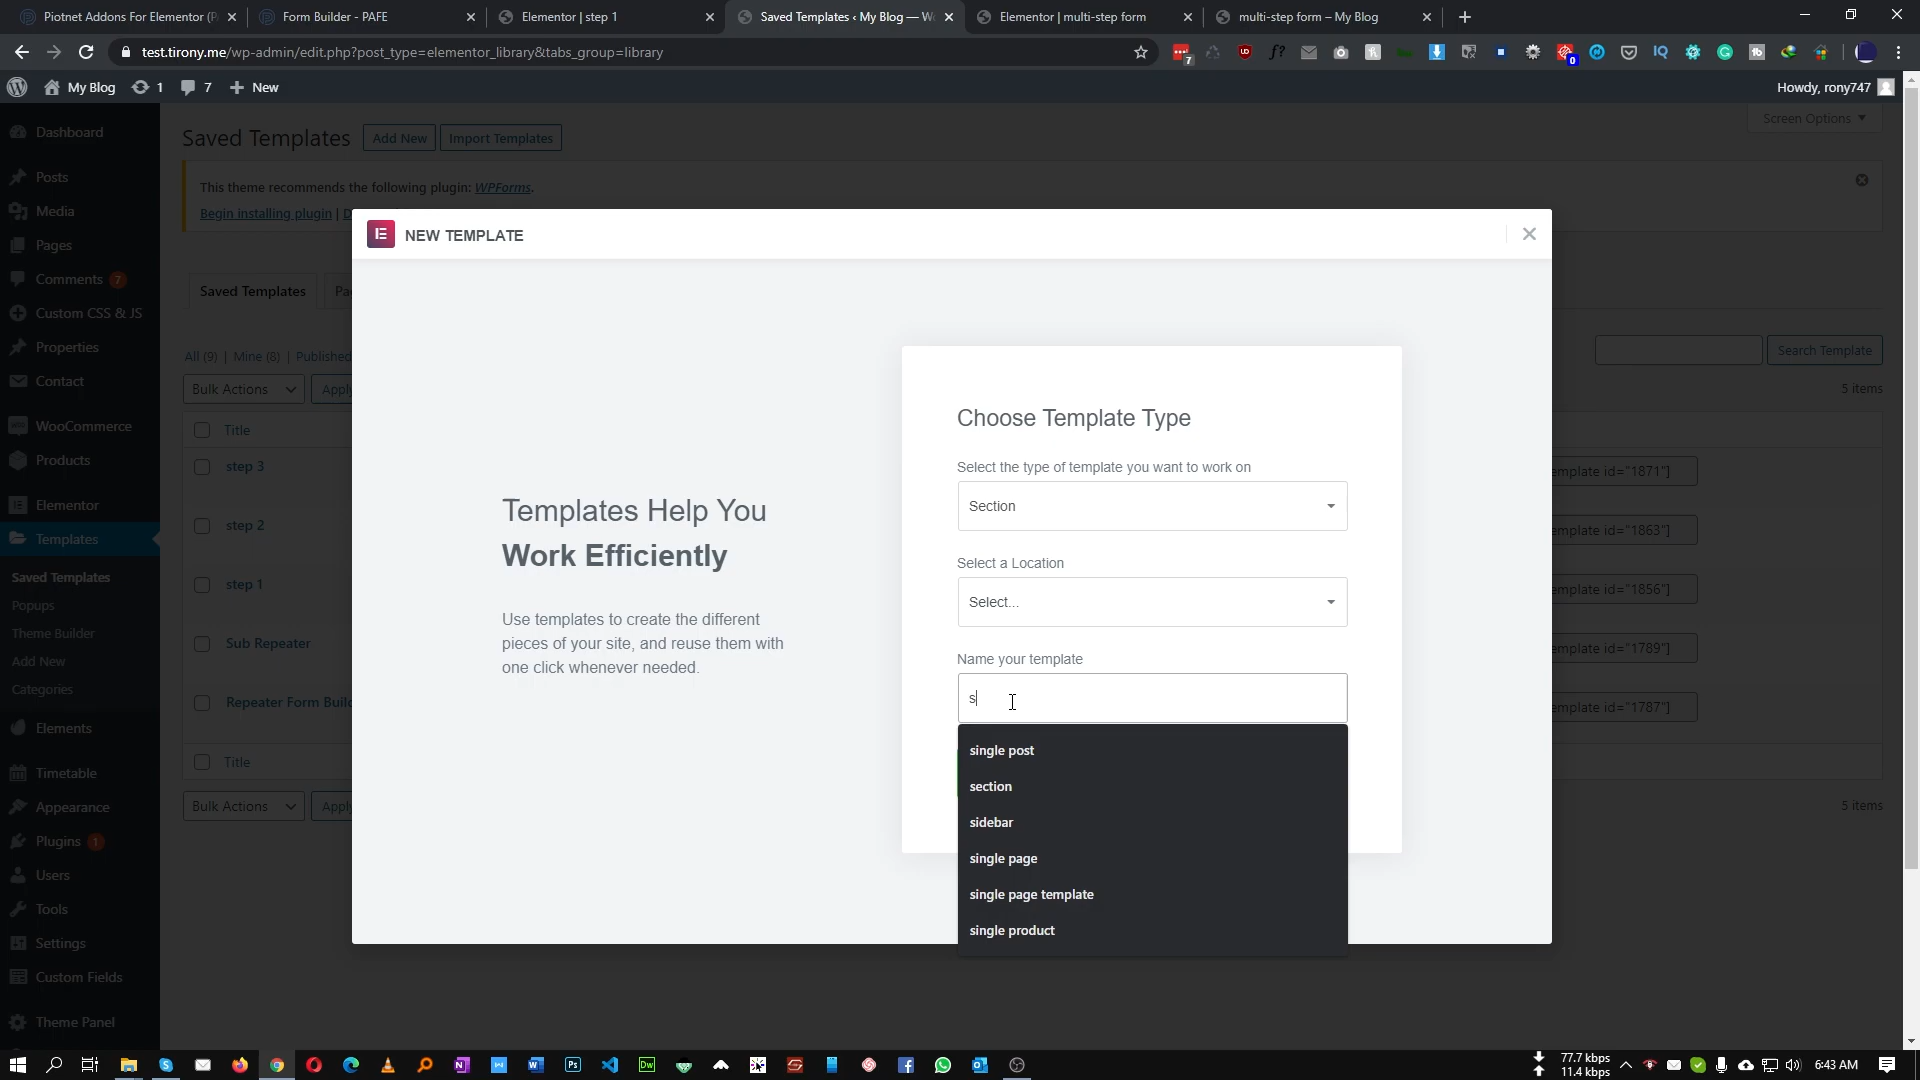 Piotnet Addons For Elementor (P
Form Builder - PAFE
Elementor | step 1
Saved Templates ‹ My Blog — W
Elementor | multi-step form
multi-step form – My Blog
test.tirony.me/wp-admin/edit.php?post_type=elementor_library&tabs_group=library
My Blog
1
7
New
Howdy, rony747
Dashboard
Posts
Media
Pages
Comments 7
Custom CSS & JS
Properties
Contact
WooCommerce
Products
Elementor
Templates
Saved Templates
Popups
Theme Builder
Add New
Categories
Elements
Timetable
Appearance
Plugins 1
Users
Tools
Settings
Custom Fields
Theme Panel
Saved Templates
Add New
Import Templates
Screen Options
This theme recommends the following plugin: WPForms.
Begin installing plugin | D
Saved Templates
Pa
All (9) | Mine (8) | Published
Search Template
Bulk Actions
Apply
5 items
Title
step 3
emplate id="1871"]
step 2
emplate id="1863"]
step 1
emplate id="1856"]
Sub Repeater
emplate id="1789"]
Repeater Form Build
emplate id="1787"]
Title
Bulk Actions
Apply
5 items
NEW TEMPLATE
Templates Help You
Work Efficiently
Use templates to create the different
pieces of your site, and reuse them with
one click whenever needed.
Choose Template Type
Select the type of template you want to work on
Section
Select a Location
Select...
Name your template
s
single post
section
sidebar
single page
single page template
single product
77.7 kbps
11.4 kbps
6:43 AM